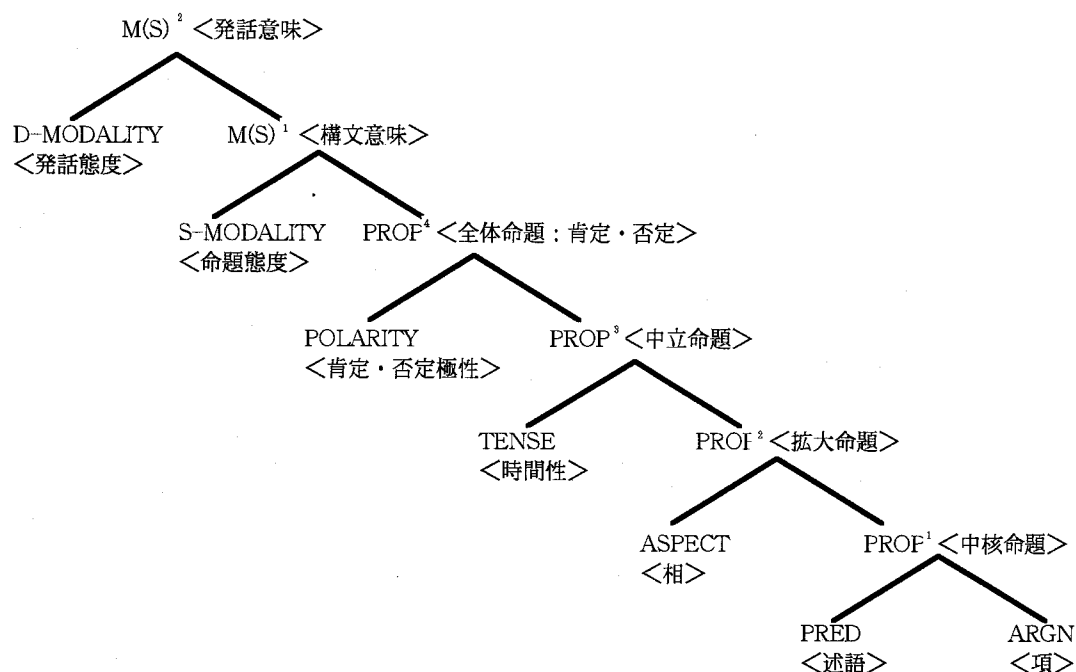 M(S)² <発話意味>
D-MODALITY M(S)¹ <構文意味>
<発話態度>
S-MODALITY PROP⁴ <全体命題：肯定・否定>
<命題態度>
POLARITY PROP³ <中立命題>
<肯定・否定極性>
TENSE PROP² <拡大命題>
<時間性>
ASPECT PROP¹ <中核命題>
<相>
PRED ARGN
<述語> <項>